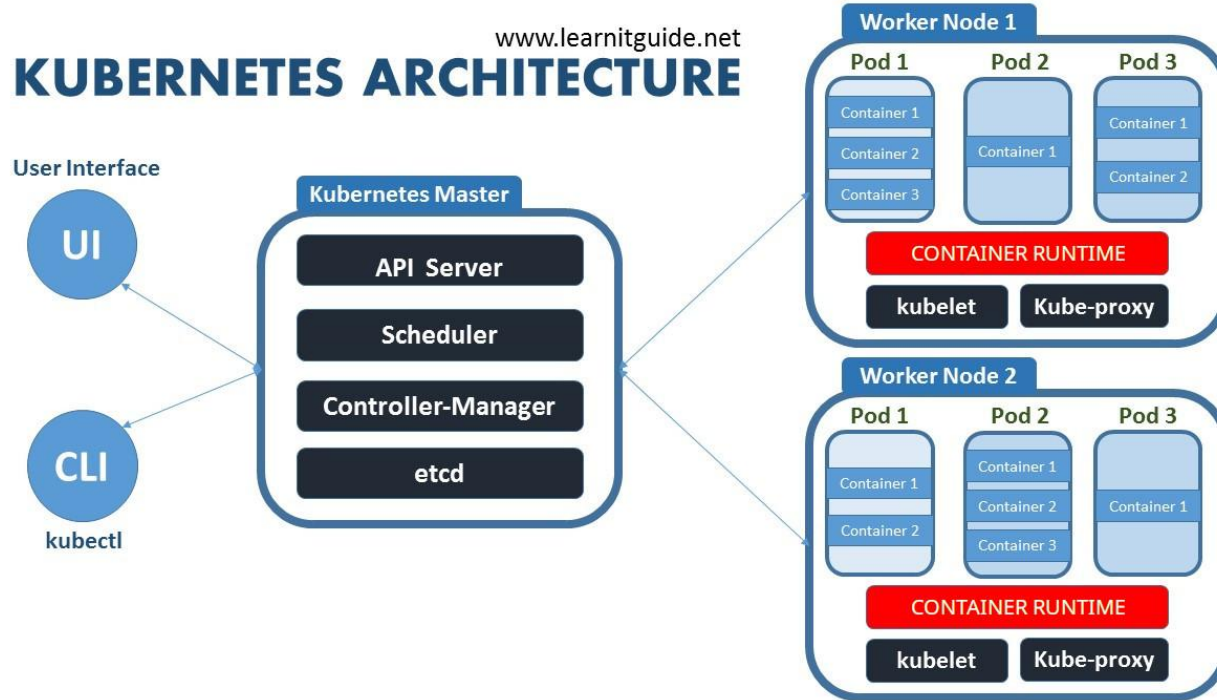 www.learnitguide.net
KUBERNETES ARCHITECTURE
User Interface
UI
CLI
kubectl
Kubernetes Master
API Server
Scheduler
Controller-Manager
etcd
Worker Node 1
Pod 1 Pod 2 Pod 3
Container 1
Container 2
Container 3
Container 1
Container 1
Container 2
CONTAINER RUNTIME
kubelet Kube-proxy
Worker Node 2
Pod 1 Pod 2 Pod 3
Container 1
Container 2
Container 1
Container 2
Container 3
Container 1
CONTAINER RUNTIME
kubelet Kube-proxy